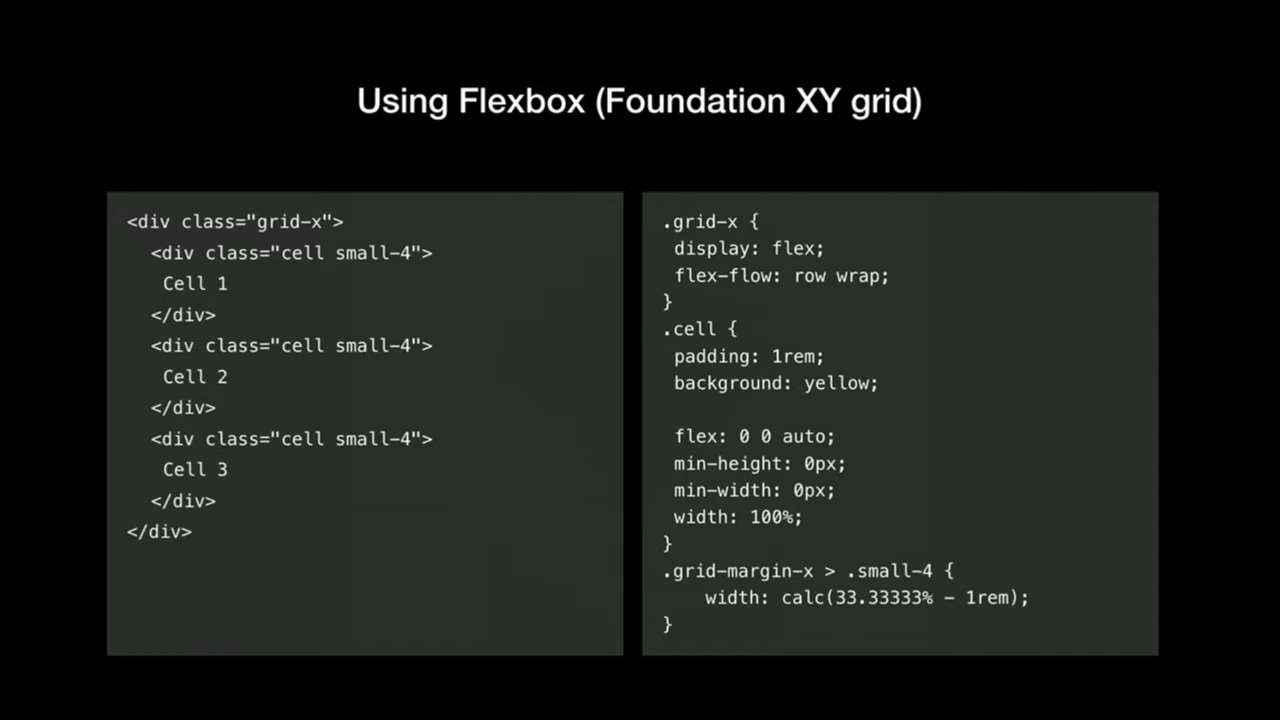 Using Flexbox (Foundation XY grid)
<div class="grid-x">
<div class="cell small-4">
Cell 1
</div>
<div class="cell small-4">
Cell 2
</div>
<div class="cell small-4">
Cell 3
</div>
</div>
.grid-x {
display: flex;
flex-flow: row wrap;
}
.cell {
padding: 1rem;
background: yellow;
flex: 0 0 auto;
min-height: 0px;
min-width: 0px;
width: 100%;
}
.grid-margin-x > .small-4 {
width: calc(33.33333% - 1rem);
}